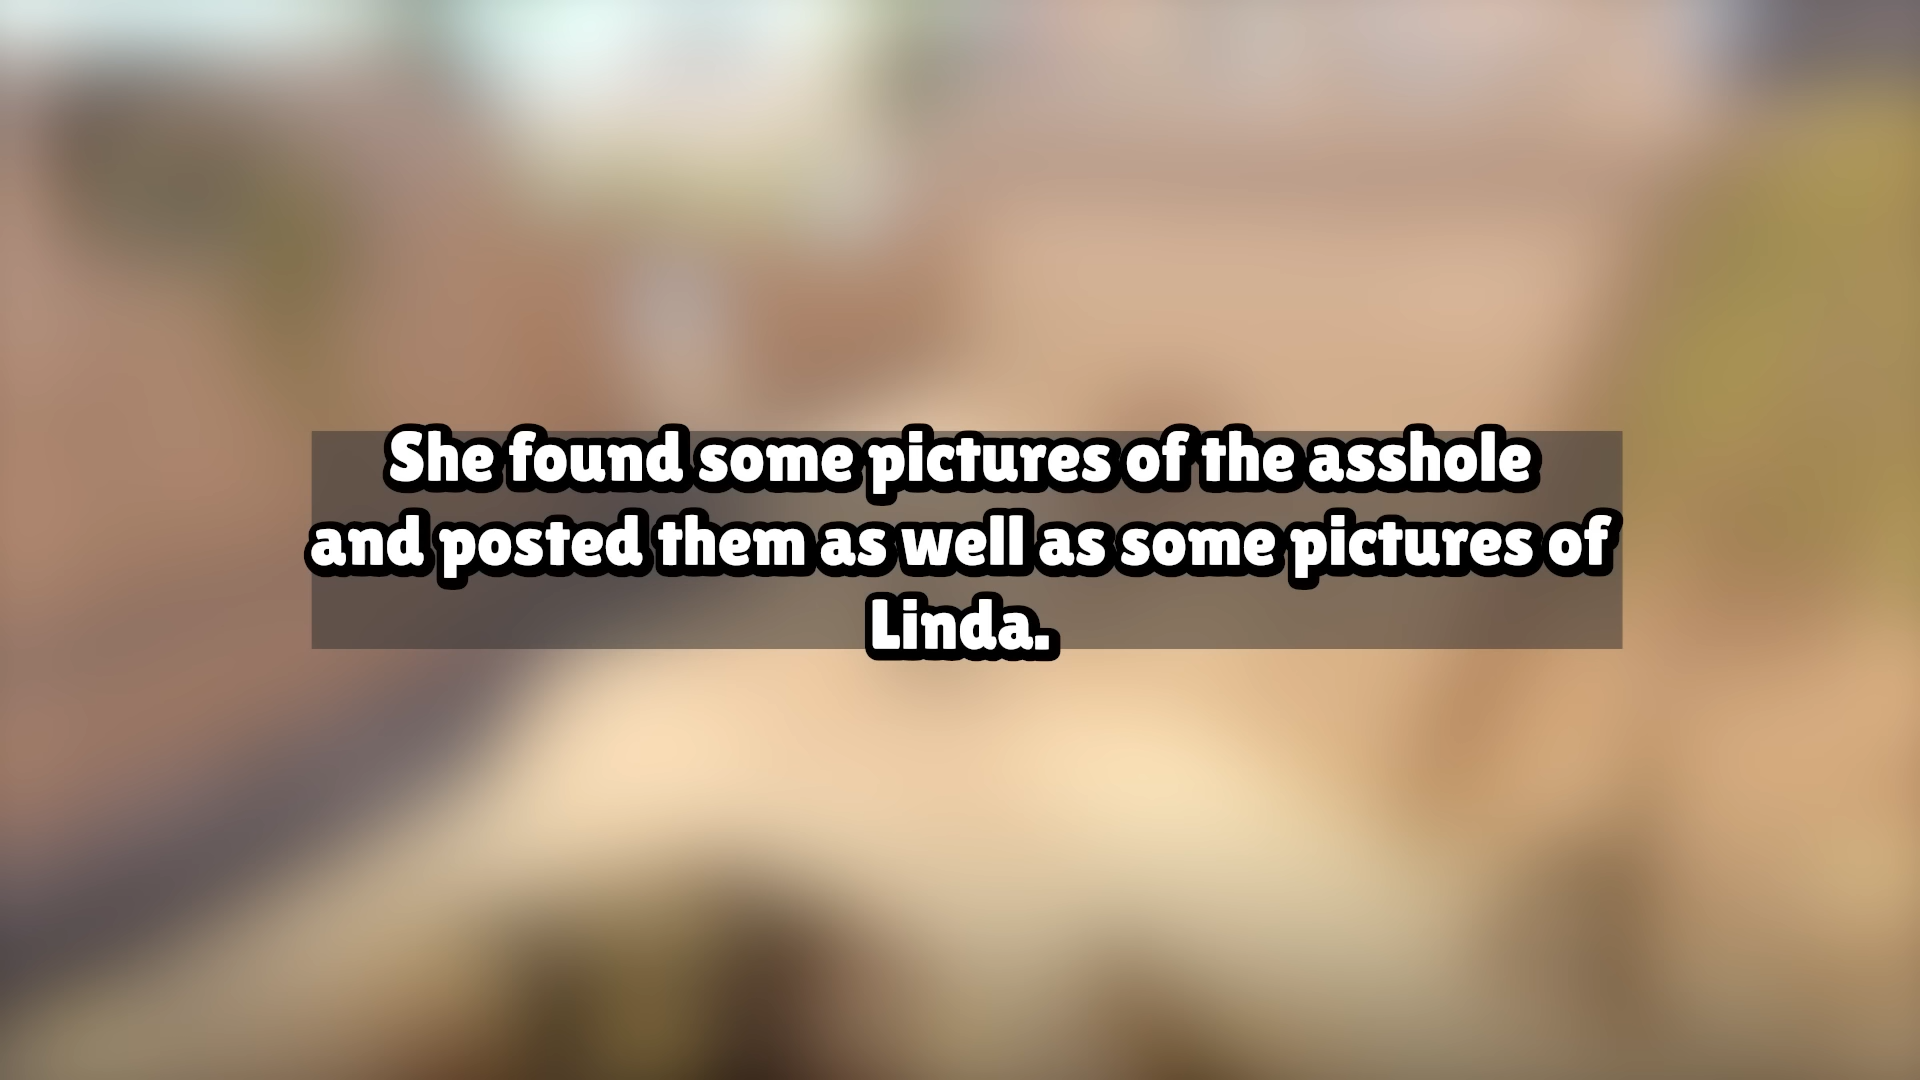 She found some pictures of the asshole
and posted them as well as some pictures of
Linda.